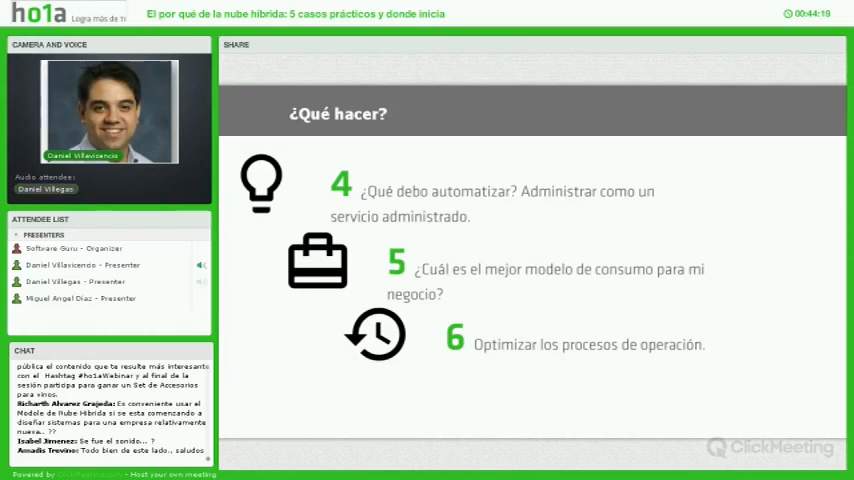 ho1a
Logra más de TI
El por qué de la nube híbrida: 5 casos prácticos y donde inicia
00:44:19
CAMERA AND VOICE
Daniel Villavicencio
Audio attendee:
Daniel Villegas
ATTENDEE LIST
PRESENTERS
Software Guru - Organizer
Daniel Villavicencio - Presenter
Daniel Villegas - Presenter
Miguel Angel Diaz - Presenter
CHAT
pública el contenido que te resulte más interesante
con el Hashtag #ho1aWebinar y al final de la
sesión participa para ganar un Set de Accesorios
para vinos.
Richarth Alvarez Grajeda: Es conveniente usar el
Modole de Nube Hibrida si se esta comenzando a
diseñar sistemas para una empresa relativamente
nueva.. ??
Isabel Jimenez: Se fue el sonido... ?
Amadis Trevino: Todo bien de este lado., saludos
Powered by ClickMeeting.com - Host your own meeting
SHARE
¿Qué hacer?
4 ¿Qué debo automatizar? Administrar como un
servicio administrado.
5 ¿Cuál es el mejor modelo de consumo para mi
negocio?
6 Optimizar los procesos de operación.
ClickMeeting